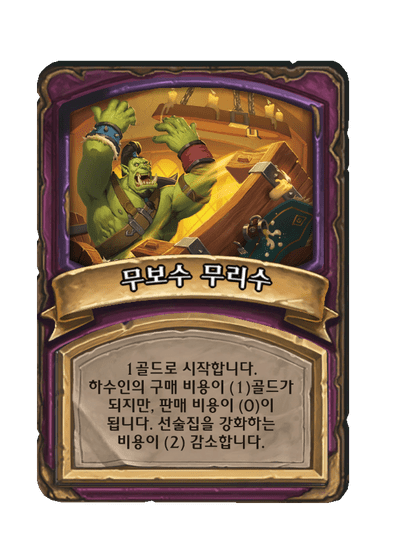 무보수 무리수
1골드로 시작합니다.
하수인의 구매 비용이 (1)골드가
되지만, 판매 비용이 (0)이
됩니다. 선술집을 강화하는
비용이 (2) 감소합니다.